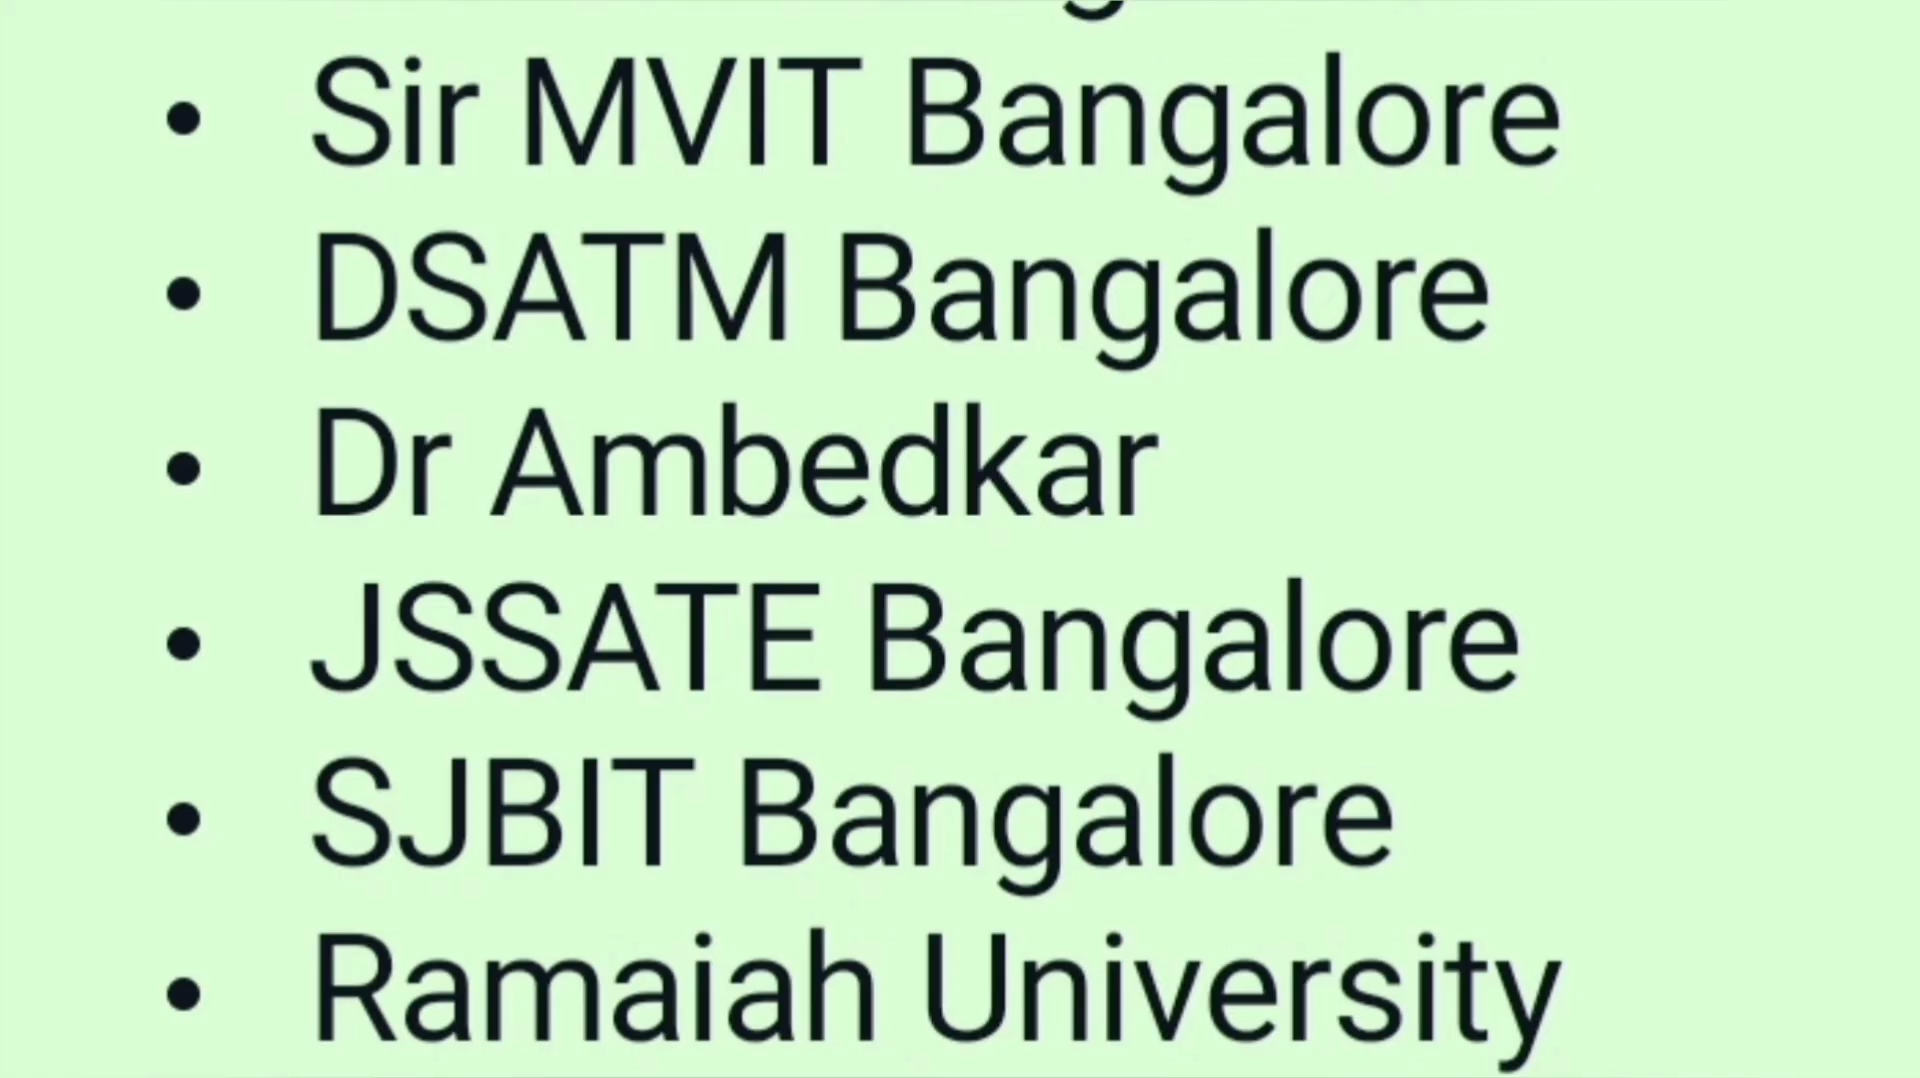 • Sir MVIT Bangalore
• DSATM Bangalore
• Dr Ambedkar
• JSSATE Bangalore
• SJBIT Bangalore
• Ramaiah University